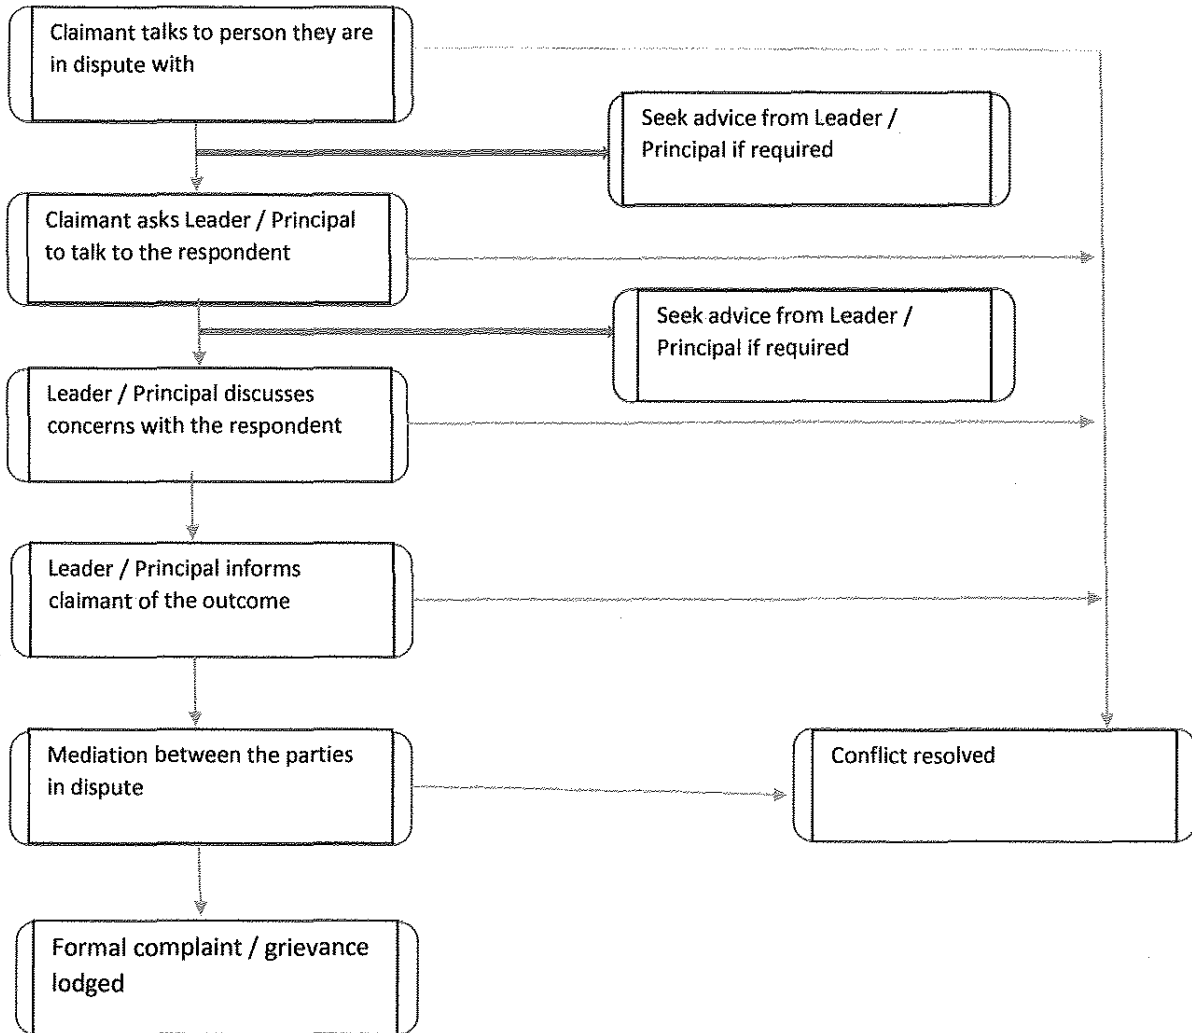 Claimant talks to person they are
in dispute with
Seek advice from Leader /
Principal if required
Claimant asks Leader / Principal
to talk to the respondent
Seek advice from Leader /
Principal if required
Leader / Principal discusses
concerns with the respondent
Leader / Principal informs
claimant of the outcome
Mediation between the parties
in dispute
Conflict resolved
Formal complaint / grievance
lodged